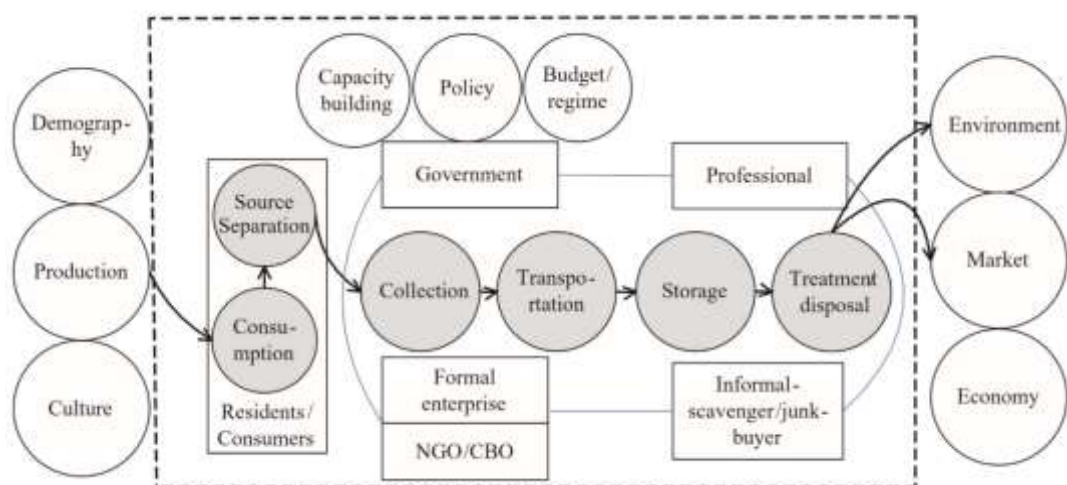 Capacity
building
Policy
Budget/
regime
Demograp-
hy
Environment
Government
Professional
Source
Separation
Production
Collection
Transpo-
rtation
Storage
Treatment
disposal
Market
Consu-
mption
Culture
Residents/
Consumers
Formal
enterprise
NGO/CBO
Informal-
scavenger/junk-
buyer
Economy